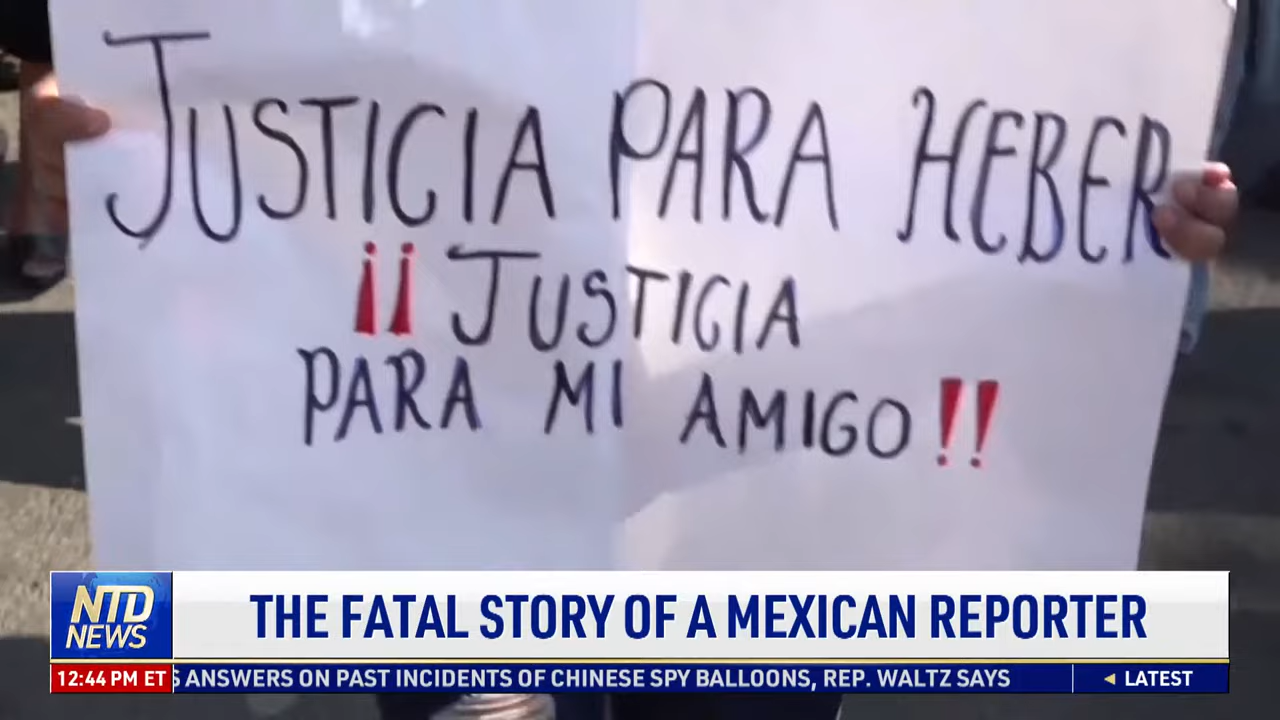 JUSTICIA PARA HEBER
¡¡JUSTICIA
PARA MI AMIGO!!
NTD
NEWS
THE FATAL STORY OF A MEXICAN REPORTER
12:44 PM ET
ANSWERS ON PAST INCIDENTS OF CHINESE SPY BALLOONS, REP. WALTZ SAYS
◄ LATEST